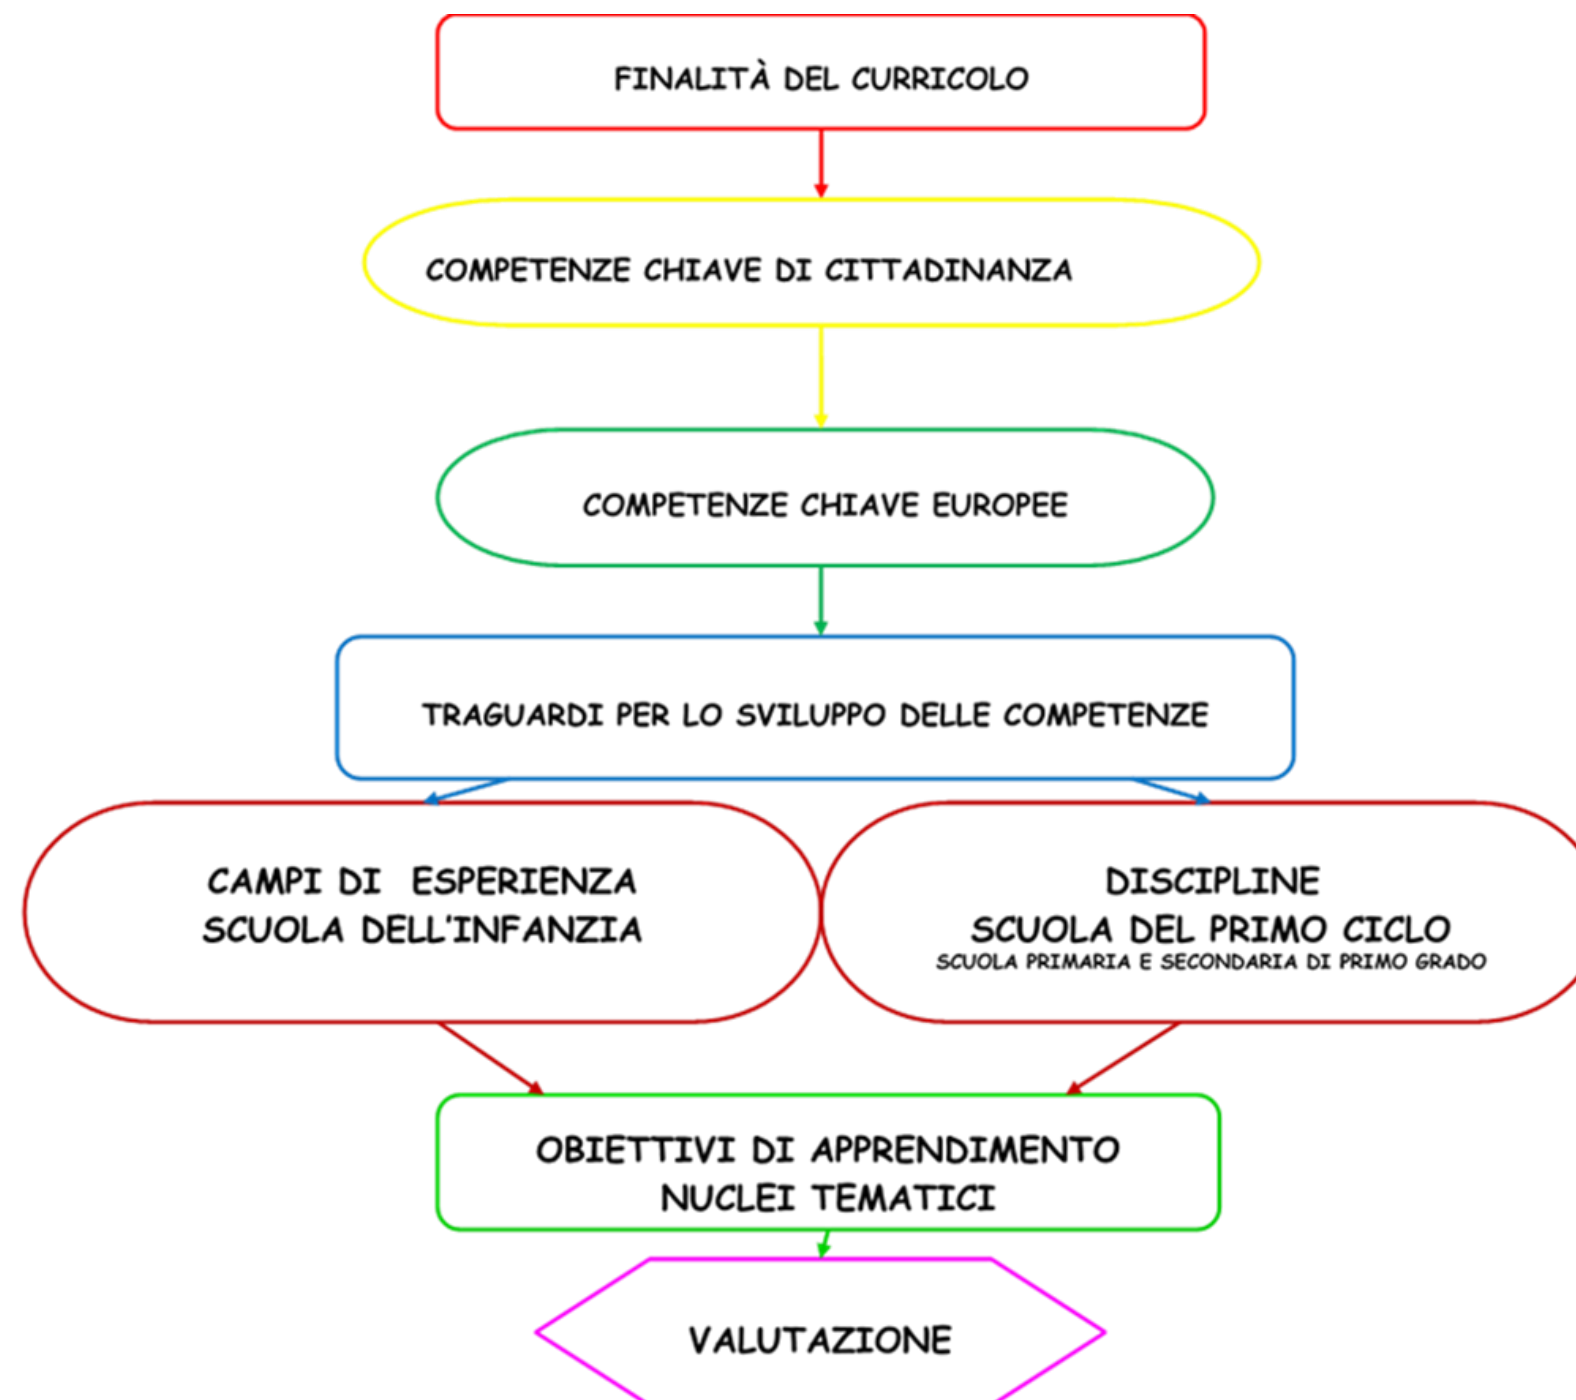 FINALITÀ DEL CURRICOLO
COMPETENZE CHIAVE DI CITTADINANZA
COMPETENZE CHIAVE EUROPEE
TRAGUARDI PER LO SVILUPPO DELLE COMPETENZE
CAMPI DI ESPERIENZA
SCUOLA DELL'INFANZIA
DISCIPLINE
SCUOLA DEL PRIMO CICLO
SCUOLA PRIMARIA E SECONDARIA DI PRIMO GRADO
OBIETTIVI DI APPRENDIMENTO
NUCLEI TEMATICI
VALUTAZIONE